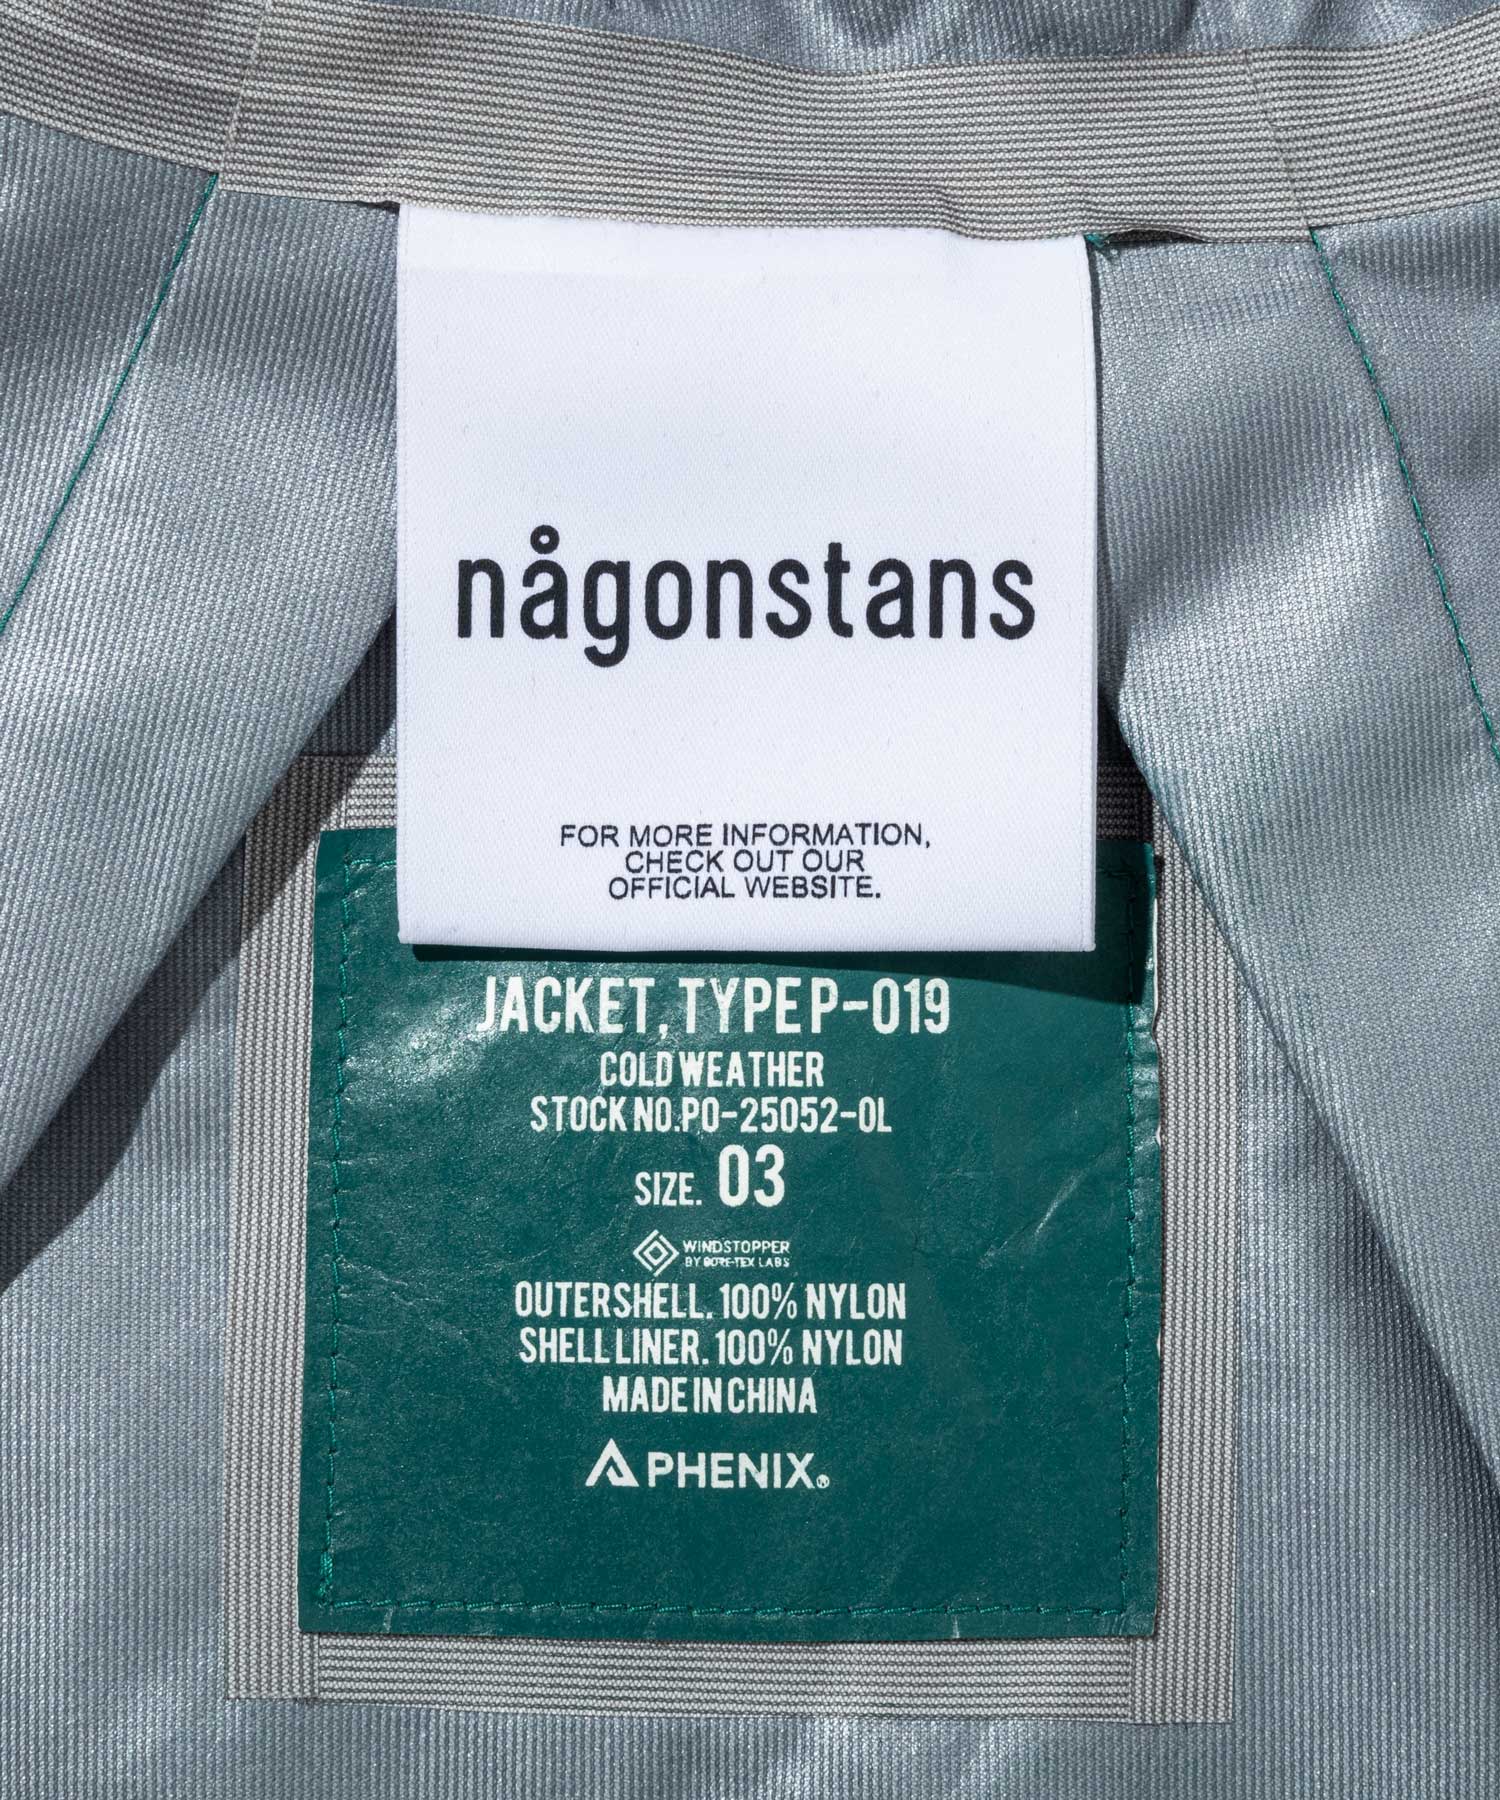 någonstans
FOR MORE INFORMATION,
CHECK OUT OUR
OFFICIAL WEBSITE.
JACKET, TYPE P-019
COLD WEATHER
STOCK NO.PO-25052-OL
SIZE. 03
WINDSTOPPER
BY GORE-TEX LABS
OUTERSHELL. 100% NYLON
SHELL LINER. 100% NYLON
MADE IN CHINA
PHENIX